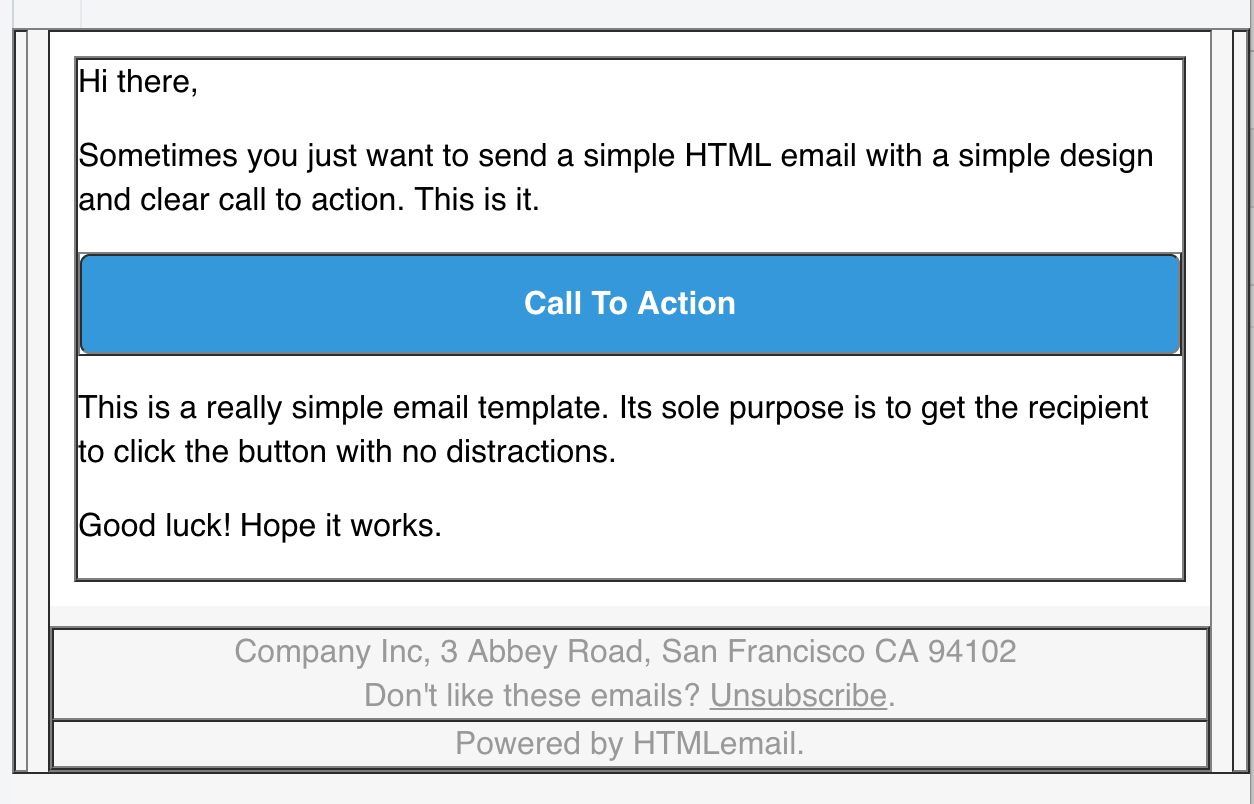 Hi there,
Sometimes you just want to send a simple HTML email with a simple design
and clear call to action. This is it.
Call To Action
This is a really simple email template. Its sole purpose is to get the recipient
to click the button with no distractions.
Good luck! Hope it works.
Company Inc, 3 Abbey Road, San Francisco CA 94102
Don't like these emails? Unsubscribe.
Powered by HTMLemail.